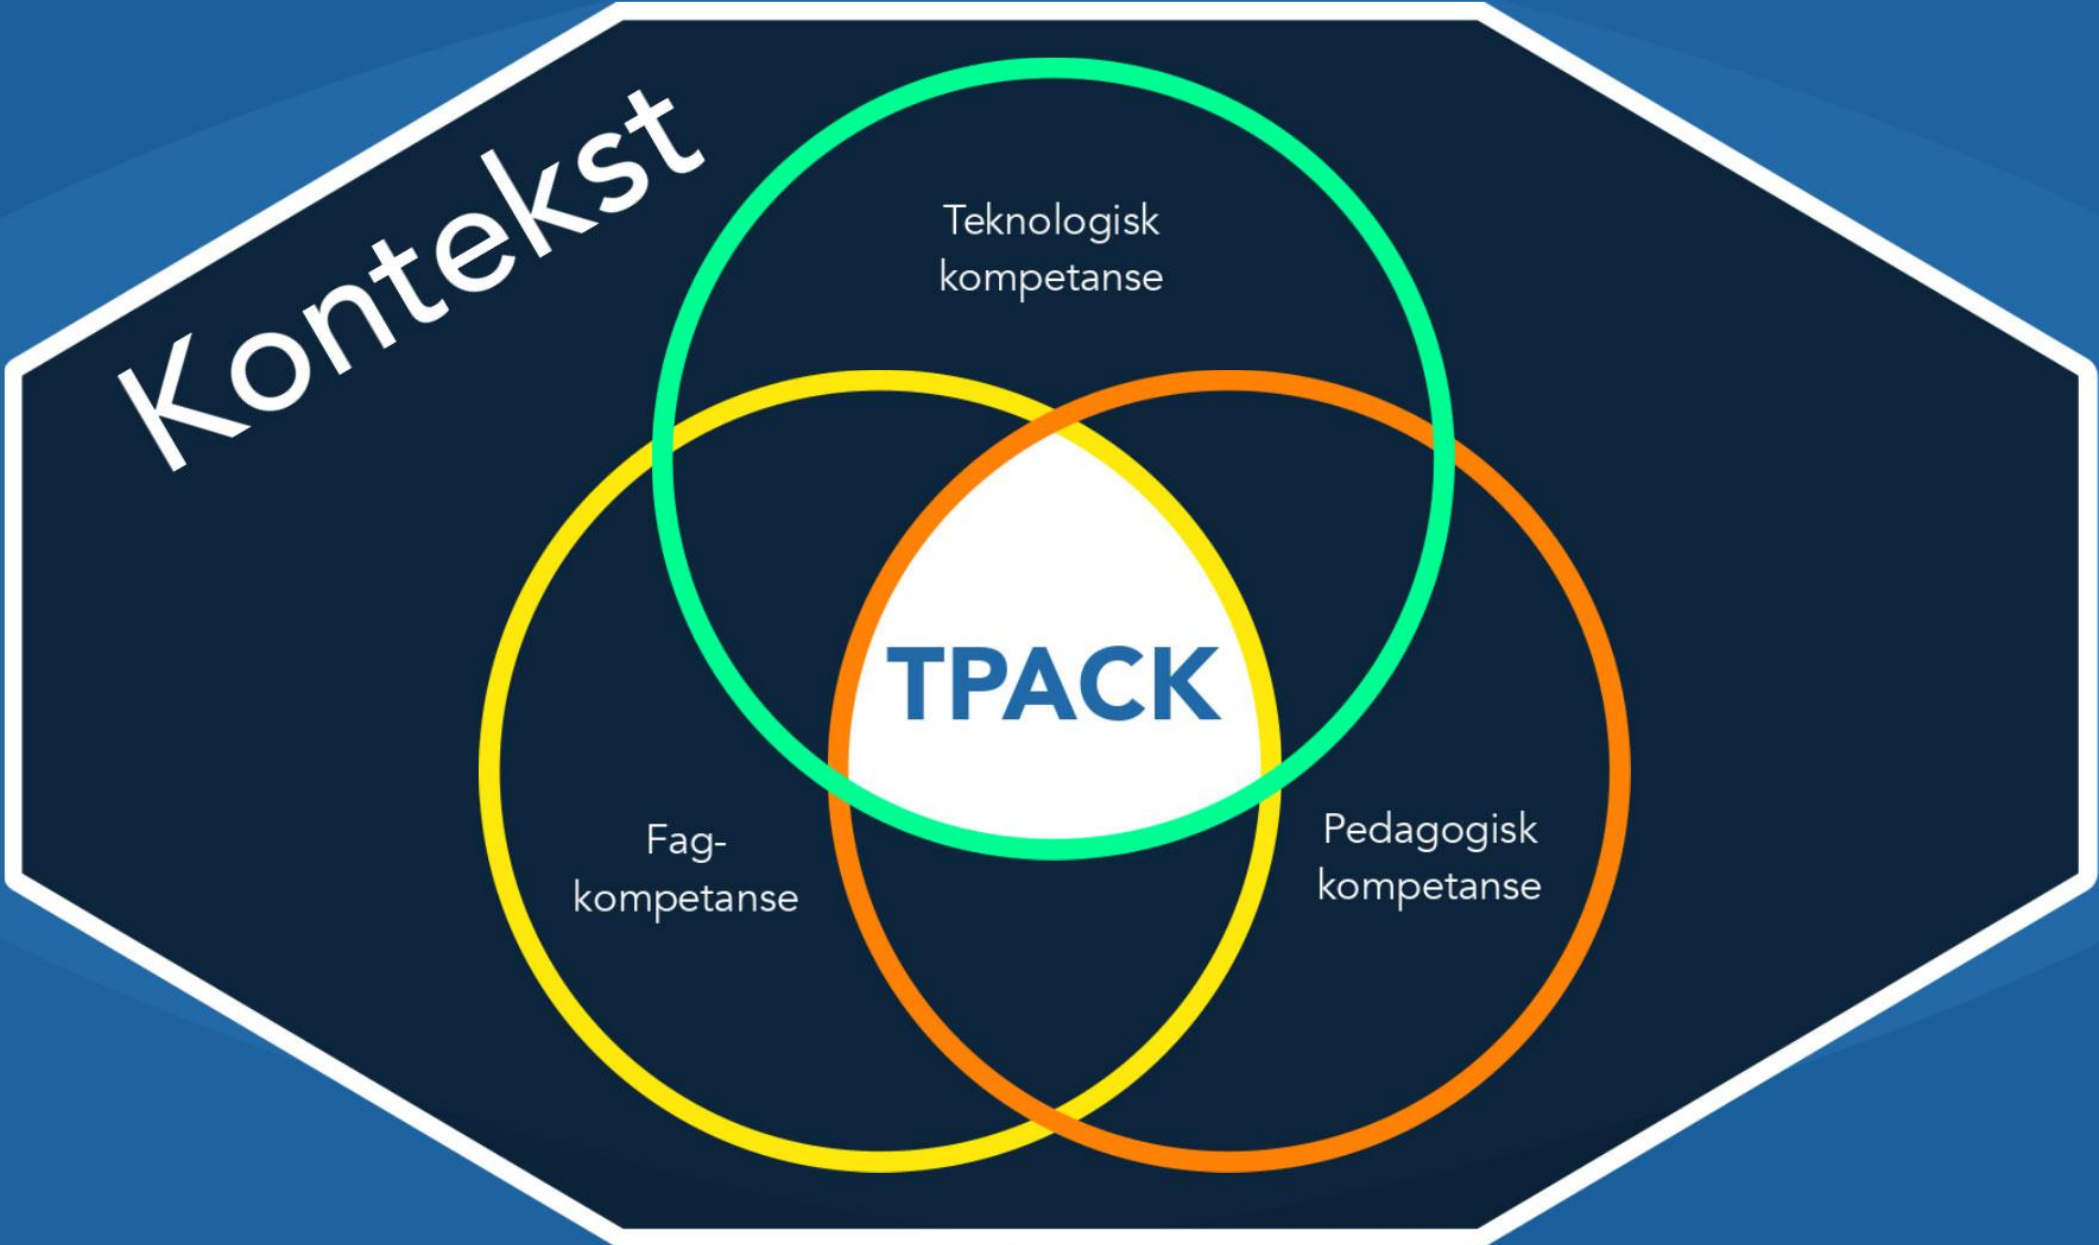 Kontekst
Teknologisk
kompetanse
TPACK
Fag-
kompetanse
Pedagogisk
kompetanse